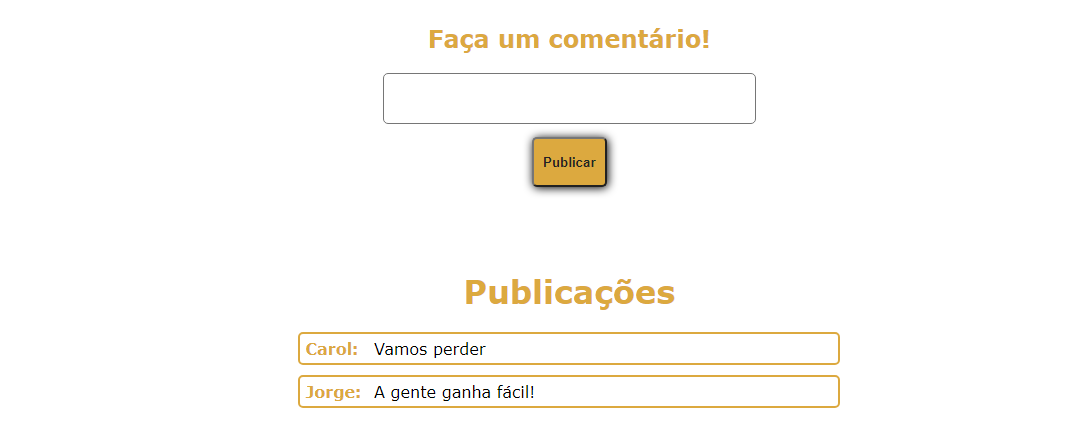 Faça um comentário!
Publicar
Publicações
Carol: Vamos perder
Jorge: A gente ganha fácil!